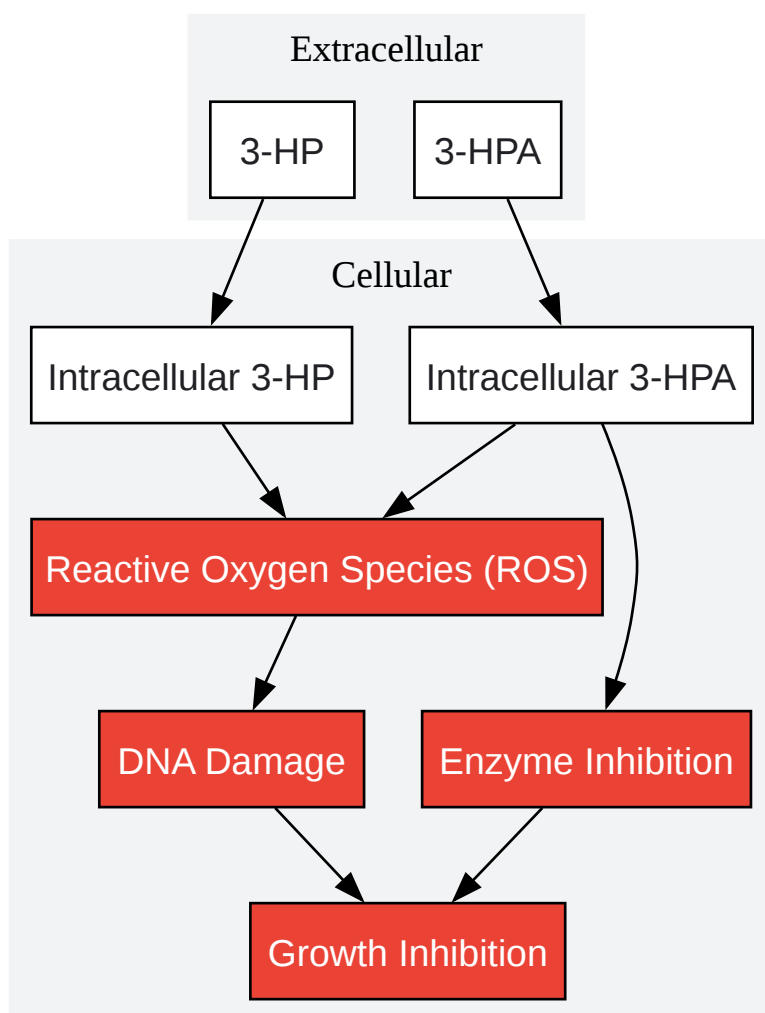 Extracellular
3-HP
3-HPA
Cellular
Intracellular 3-HP
Intracellular 3-HPA
Reactive Oxygen Species (ROS)
DNA Damage
Enzyme Inhibition
Growth Inhibition